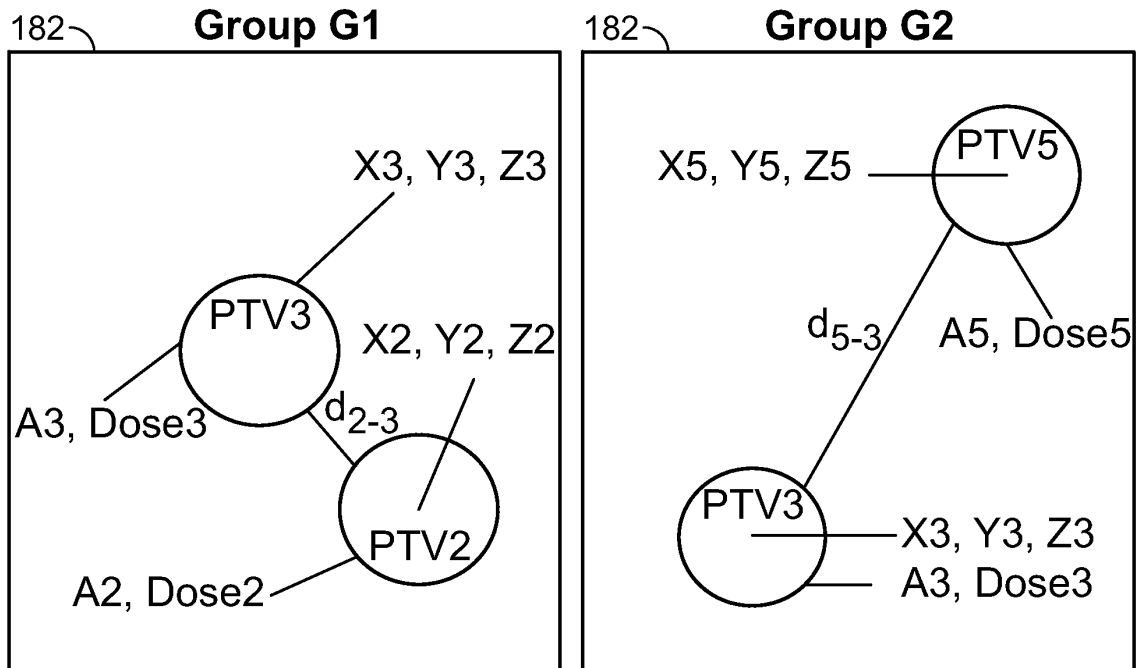 182
Group G1
X3, Y3, Z3
PTV3
X2, Y2, Z2
A3, Dose3
d2-3
PTV2
A2, Dose2
182
Group G2
PTV5
X5, Y5, Z5
d5-3
A5, Dose5
PTV3
X3, Y3, Z3
A3, Dose3